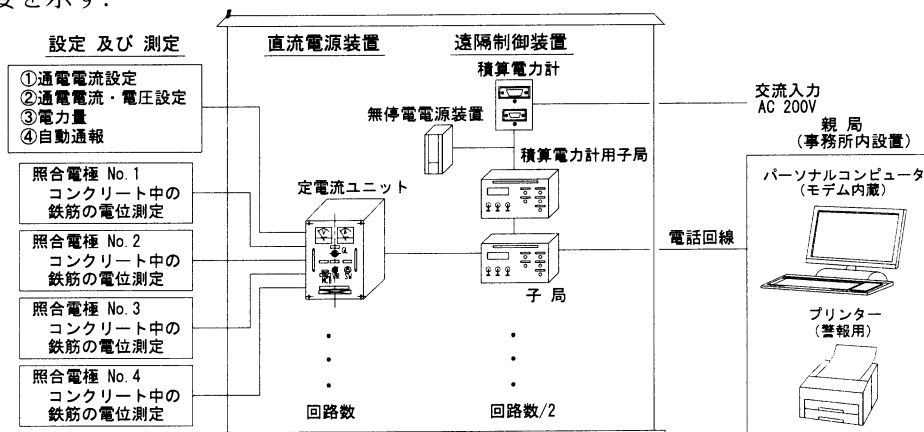 要を示す.
設定 及び 測定
①通電電流設定
②通電電流・電圧設定
③電力量
④自動通報
照合電極 No.1
コンクリート中の
鉄筋の電位測定
照合電極 No.2
コンクリート中の
鉄筋の電位測定
照合電極 No.3
コンクリート中の
鉄筋の電位測定
照合電極 No.4
コンクリート中の
鉄筋の電位測定
直流電源装置
定電流ユニット
回路数
遠隔制御装置
積算電力計
無停電電源装置
積算電力計用子局
子 局
回路数/2
交流入力
AC 200V
電話回線
親 局
(事務所内設置)
パーソナルコンピュータ
(モデム内蔵)
プリンター
(警報用)